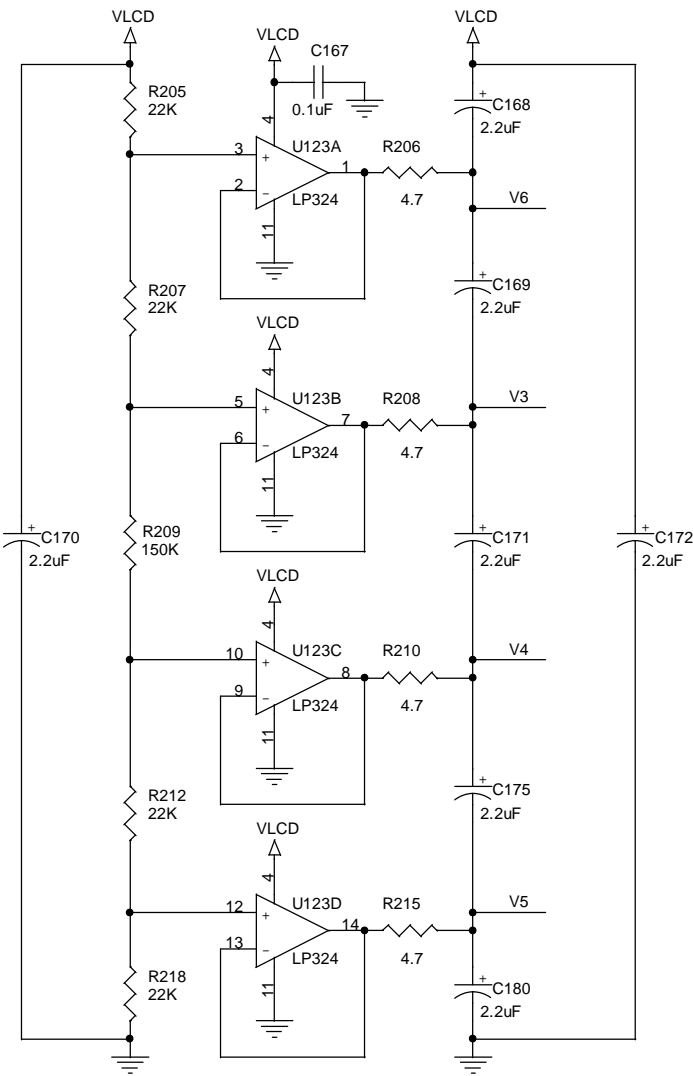 VLCD
VLCD
VLCD
C167
0.1uF
R205
22K
4
3
+
2
−
11
U123A
LP324
1
R206
4.7
+
C168
2.2uF
V6
R207
22K
+
C169
2.2uF
VLCD
4
5
+
6
−
11
U123B
LP324
7
R208
4.7
V3
+
C170
2.2uF
R209
150K
+
C171
2.2uF
+
C172
2.2uF
VLCD
4
10
+
9
−
11
U123C
LP324
8
R210
4.7
V4
R212
22K
+
C175
2.2uF
VLCD
4
12
+
13
−
11
U123D
LP324
14
R215
4.7
V5
R218
22K
+
C180
2.2uF